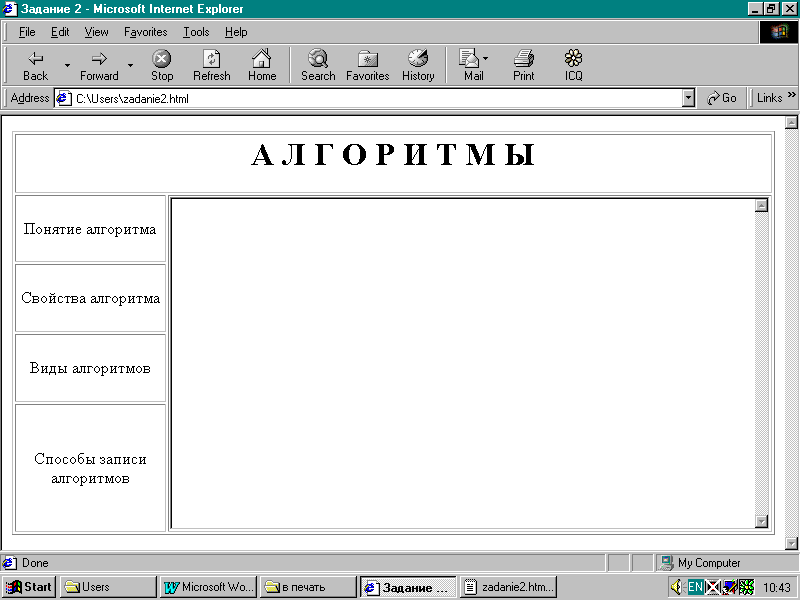 Задание 2 - Microsoft Internet Explorer
File Edit View Favorites Tools Help
Back Forward Stop Refresh Home Search Favorites History Mail Print ICQ
Address C:\Users\zadanie2.html Go Links »
А Л Г О Р И Т М Ы
Понятие алгоритма
Свойства алгоритма
Виды алгоритмов
Способы записи
алгоритмов
Done My Computer
Start Users Microsoft Wo... в печать Задание ... zadanie2.htm... EN 10:43